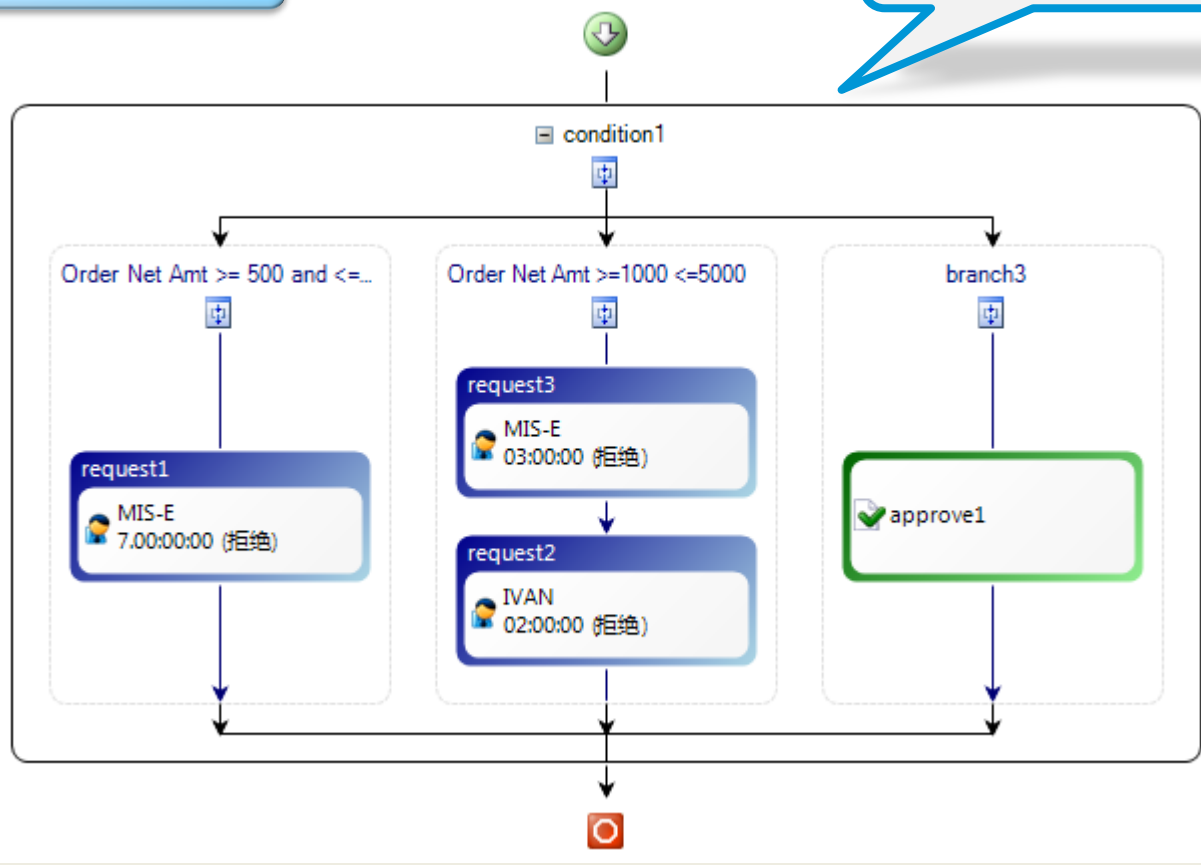 condition1
Order Net Amt >= 500 and <=...
Order Net Amt >=1000 <=5000
branch3
request3
MIS-E
03:00:00 (拒绝)
request1
MIS-E
7.00:00:00 (拒绝)
approve1
request2
IVAN
02:00:00 (拒绝)